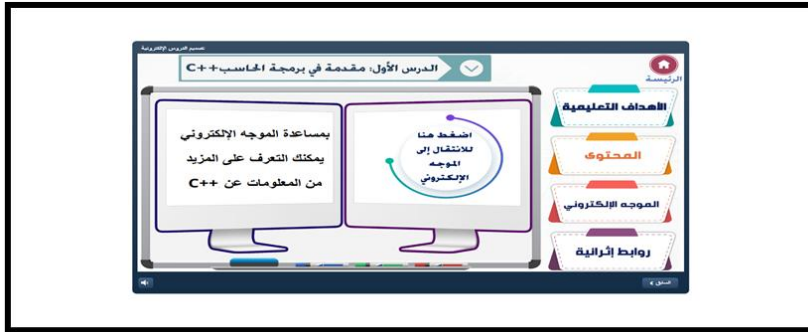 تصميم الدروس الإلكترونية
الدرس الأول: مقدمة في برمجة الحاسب C++
الرئيسة
الأهداف التعليمية
المحتوى
الموجه الإلكتروني
روابط إثرائية
اضغط هنا
للانتقال إلى
الموجه
الإلكتروني
بمساعدة الموجه الإلكتروني
يمكنك التعرف على المزيد
من المعلومات عن C++
السابق